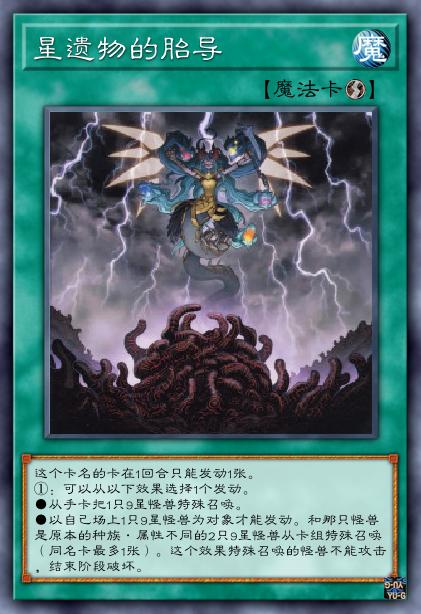 星遗物的胎导
魔
【魔法卡】
这个卡名的卡在1回合只能发动1张。
①：可以从以下效果选择1个发动。
●从手卡把1只9星怪兽特殊召唤。
●以自己场上1只9星怪兽为对象才能发动。和那只怪兽
是原本的种族·属性不同的2只9星怪兽从卡组特殊召唤
（同名卡最多1张）。这个效果特殊召唤的怪兽不能攻击
，结束阶段破坏。